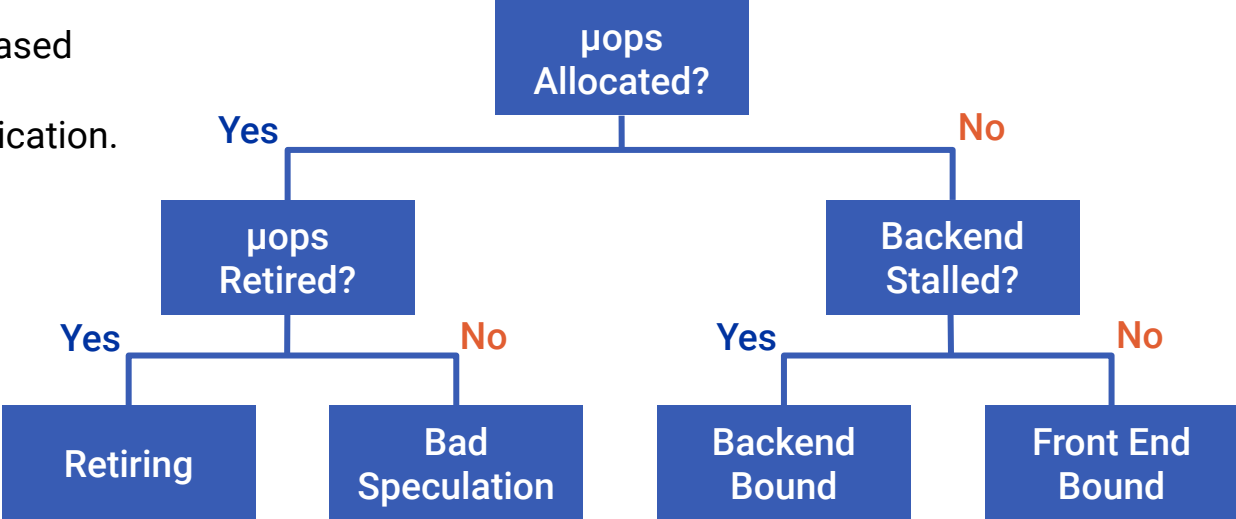 ased
ication.
µops
Allocated?
Yes
No
µops
Retired?
Backend
Stalled?
Yes
No
Yes
No
Retiring
Bad
Speculation
Backend
Bound
Front End
Bound